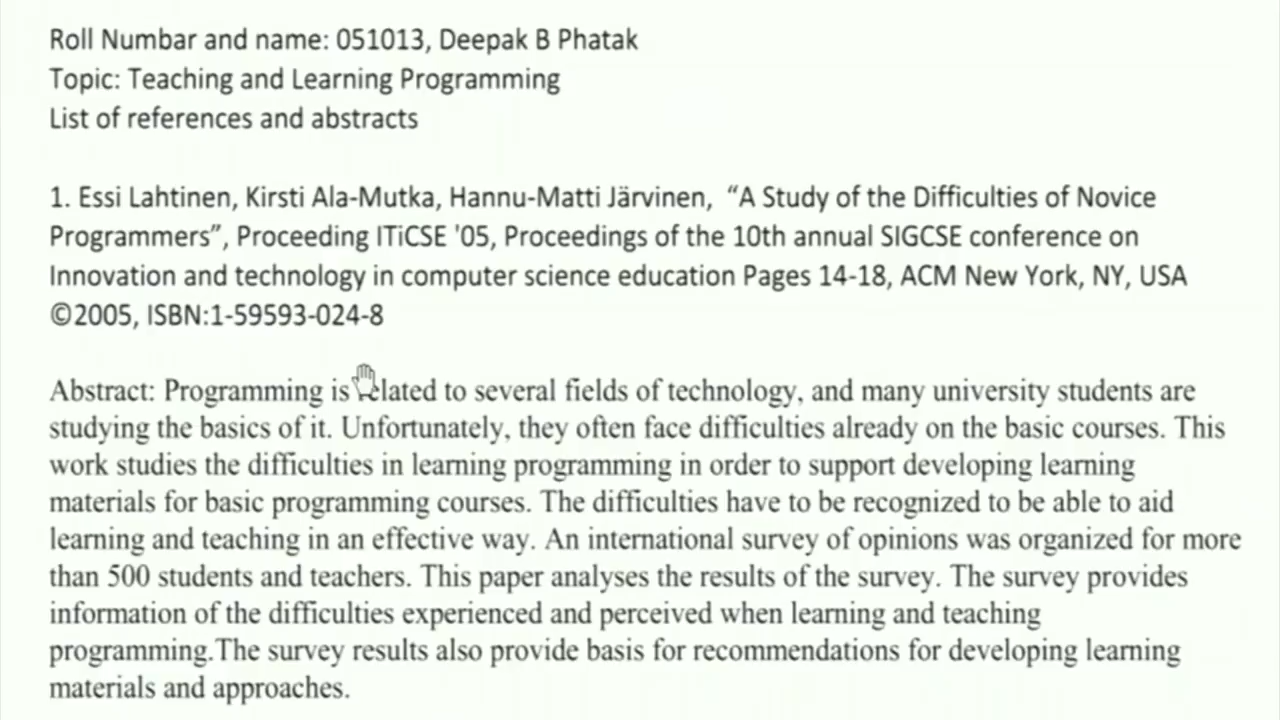 Roll Numbar and name: 051013, Deepak B Phatak
Topic: Teaching and Learning Programming
List of references and abstracts
1. Essi Lahtinen, Kirsti Ala-Mutka, Hannu-Matti Järvinen, “A Study of the Difficulties of Novice
Programmers”, Proceeding ITiCSE '05, Proceedings of the 10th annual SIGCSE conference on
Innovation and technology in computer science education Pages 14-18, ACM New York, NY, USA
©2005, ISBN:1-59593-024-8
Abstract: Programming is related to several fields of technology, and many university students are
studying the basics of it. Unfortunately, they often face difficulties already on the basic courses. This
work studies the difficulties in learning programming in order to support developing learning
materials for basic programming courses. The difficulties have to be recognized to be able to aid
learning and teaching in an effective way. An international survey of opinions was organized for more
than 500 students and teachers. This paper analyses the results of the survey. The survey provides
information of the difficulties experienced and perceived when learning and teaching
programming.The survey results also provide basis for recommendations for developing learning
materials and approaches.